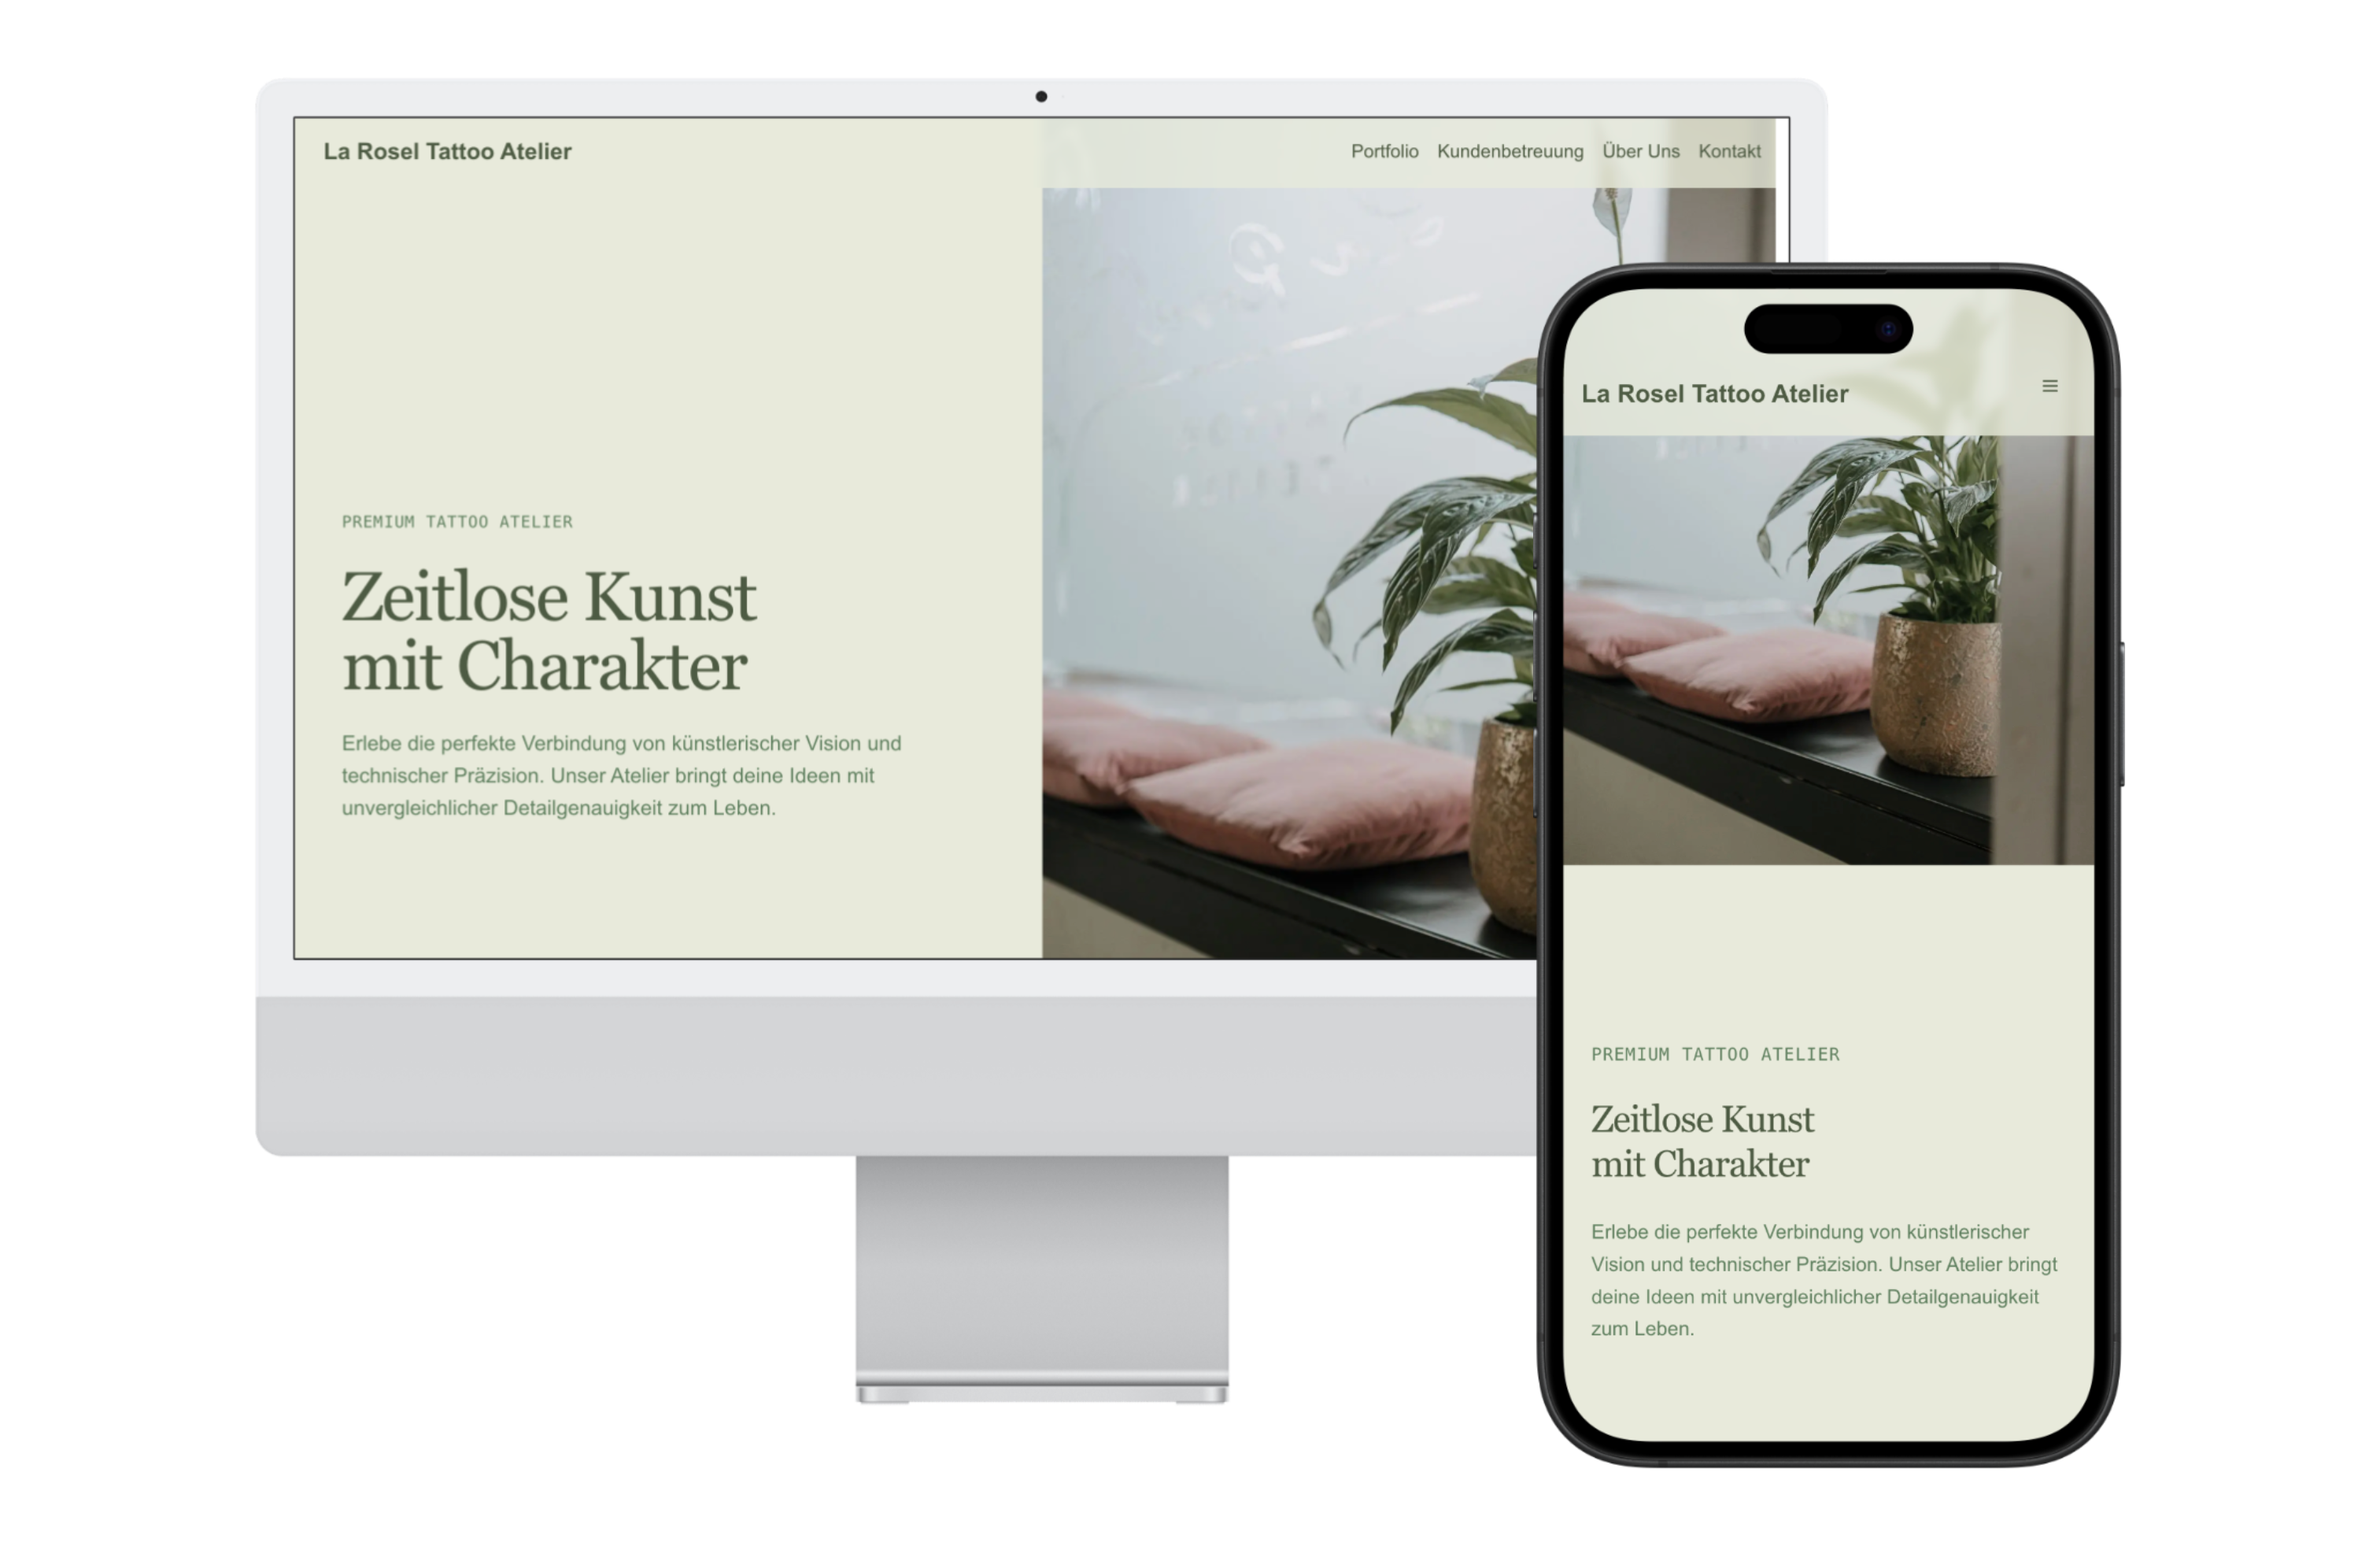 La Rosel Tattoo Atelier
Portfolio Kundenbetreuung Über Uns Kontakt
PREMIUM TATTOO ATELIER
Zeitlose Kunst
mit Charakter
Erlebe die perfekte Verbindung von künstlerischer Vision und
technischer Präzision. Unser Atelier bringt deine Ideen mit
unvergleichlicher Detailgenauigkeit zum Leben.
La Rosel Tattoo Atelier
PREMIUM TATTOO ATELIER
Zeitlose Kunst
mit Charakter
Erlebe die perfekte Verbindung von künstlerischer
Vision und technischer Präzision. Unser Atelier bringt
deine Ideen mit unvergleichlicher Detailgenauigkeit
zum Leben.